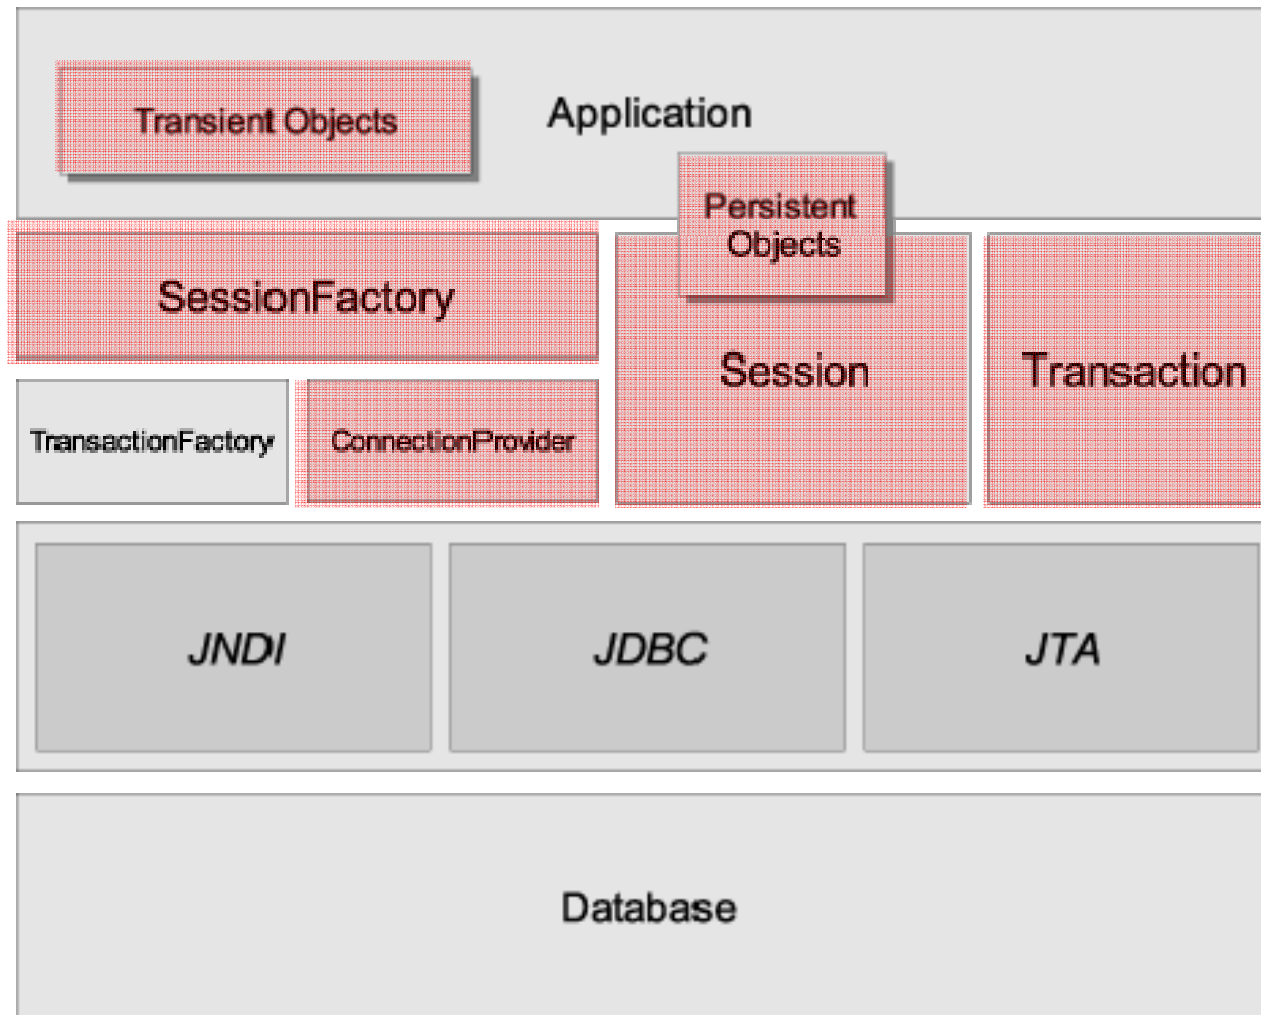 Transient Objects
Application
Persistent
Objects
SessionFactory
Session
Transaction
TransactionFactory
ConnectionProvider
JNDI
JDBC
JTA
Database